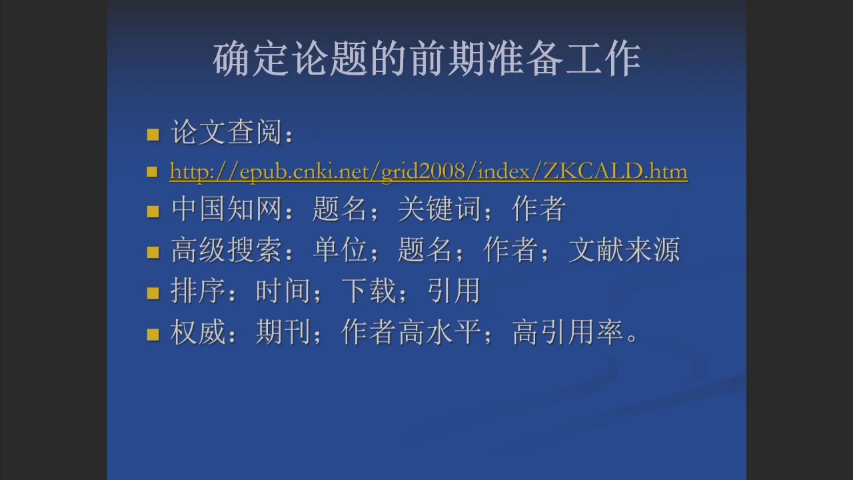 确定论题的前期准备工作
论文查阅：
http://epub.cnki.net/grid2008/index/ZKCALD.htm
中国知网：题名；关键词；作者
高级搜索：单位；题名；作者；文献来源
排序：时间；下载；引用
权威：期刊；作者高水平；高引用率。